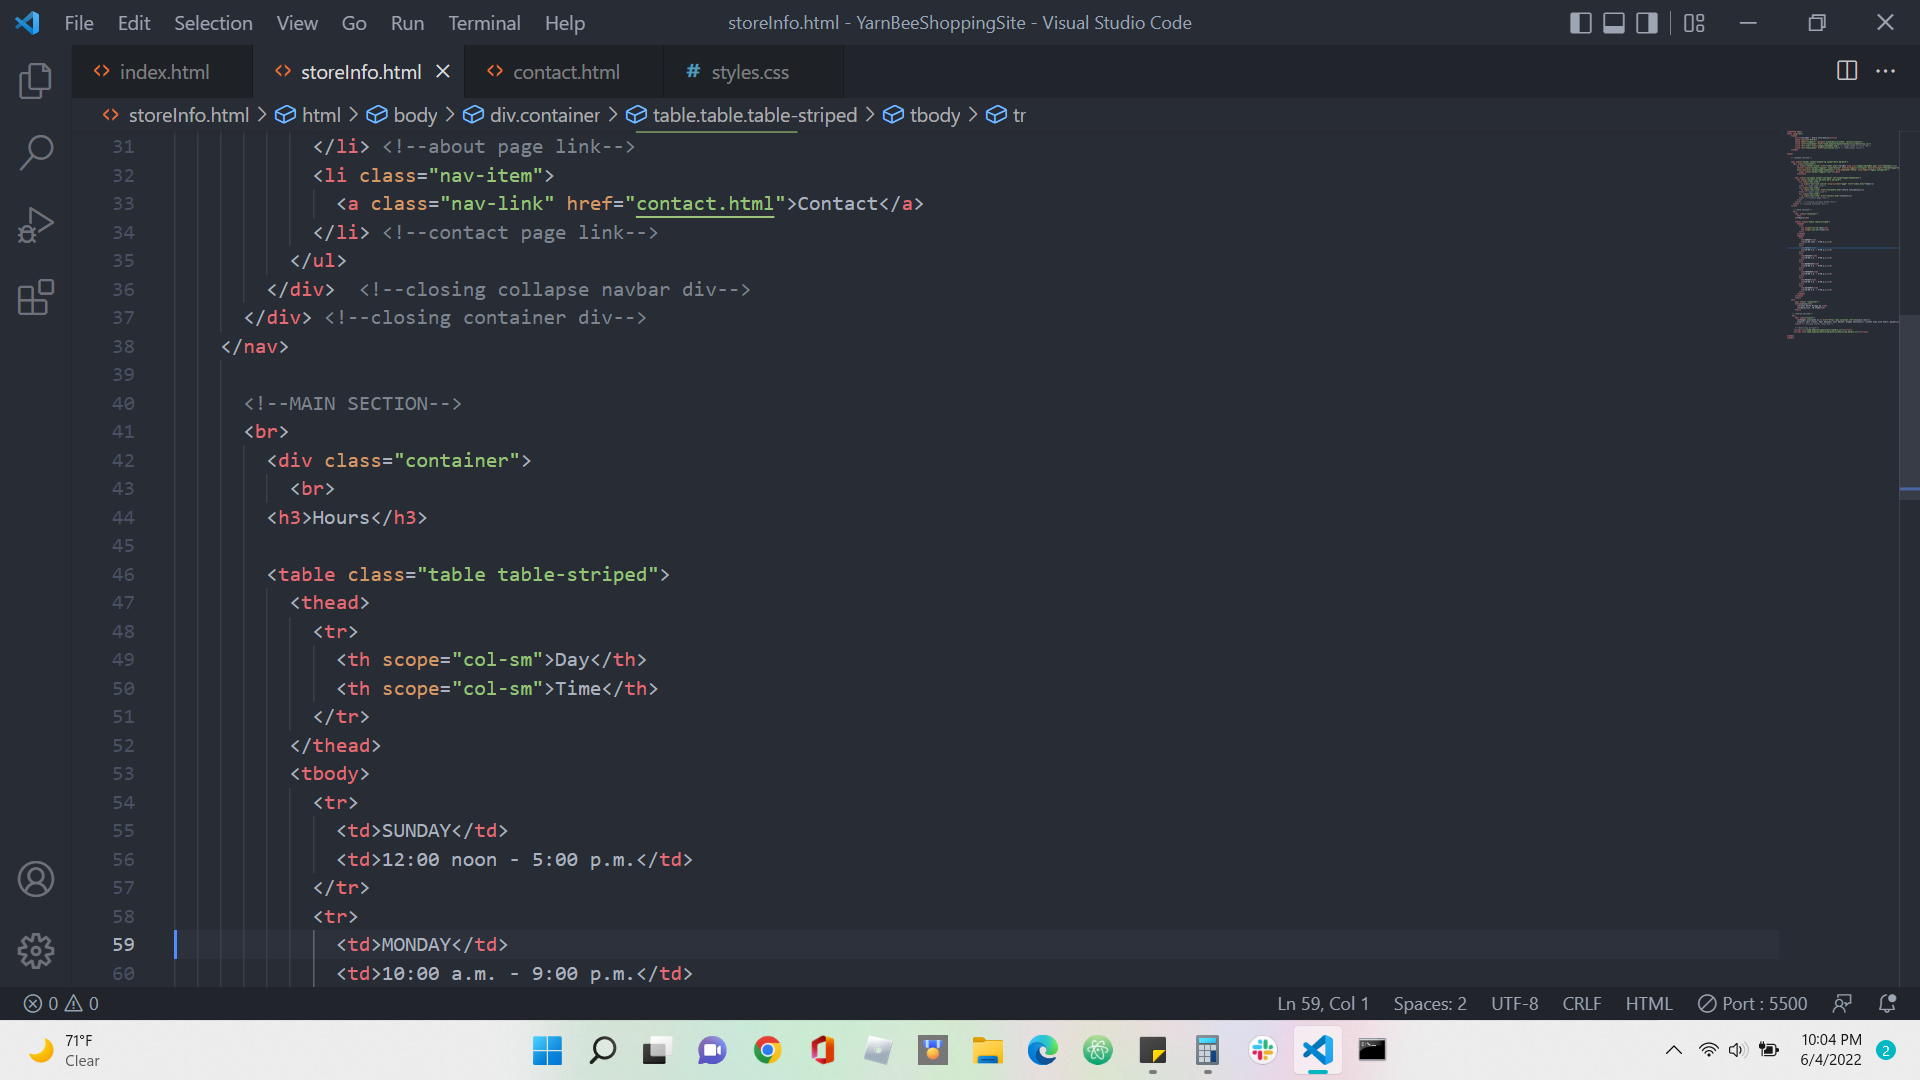 File Edit Selection View Go Run Terminal Help storeInfo.html - YarnBeeShoppingSite - Visual Studio Code
index.html storeInfo.html contact.html # styles.css
storeInfo.html > html > body > div.container > table.table.table-striped > tbody > tr
31 </li> <!--about page link-->
32 <li class="nav-item">
33 <a class="nav-link" href="contact.html">Contact</a>
34 </li> <!--contact page link-->
35 </ul>
36 </div>  <!--closing collapse navbar div-->
37 </div> <!--closing container div-->
38 </nav>
39
40 <!--MAIN SECTION-->
41 <br>
42 <div class="container">
43 <br>
44 <h3>Hours</h3>
45
46 <table class="table table-striped">
47 <thead>
48 <tr>
49 <th scope="col-sm">Day</th>
50 <th scope="col-sm">Time</th>
51 </tr>
52 </thead>
53 <tbody>
54 <tr>
55 <td>SUNDAY</td>
56 <td>12:00 noon - 5:00 p.m.</td>
57 </tr>
58 <tr>
59 <td>MONDAY</td>
60 <td>10:00 a.m. - 9:00 p.m.</td>
0 0 Ln 59, Col 1 Spaces: 2 UTF-8 CRLF HTML Port : 5500
71°F
Clear
10:04 PM
6/4/2022
2